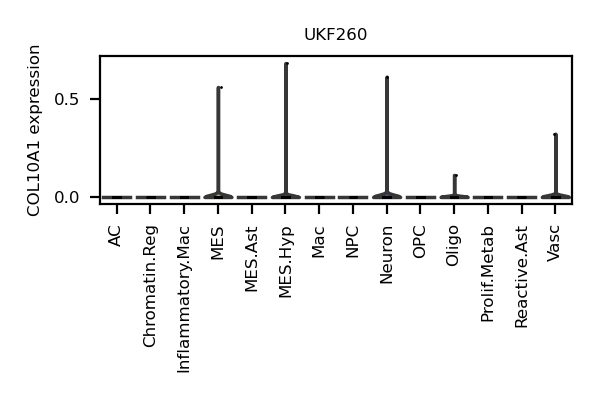 UKF260
COL10A1 expression
0.5
0.0
AC
Chromatin.Reg
Inflammatory.Mac
MES
MES.Ast
MES.Hyp
Mac
NPC
Neuron
OPC
Oligo
Prolif.Metab
Reactive.Ast
Vasc